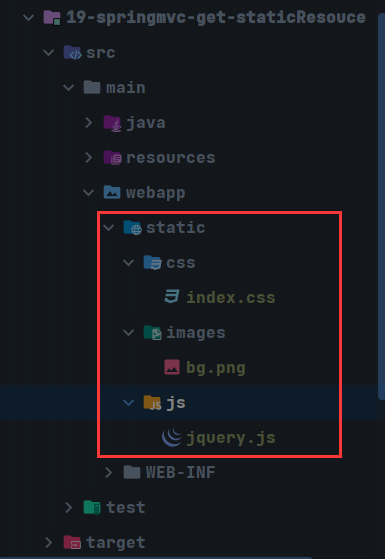 19-springmvc-get-staticResouce
src
main
java
resources
webapp
static
css
index.css
images
bg.png
JS js
jquery.js
WEB-INF
test
target